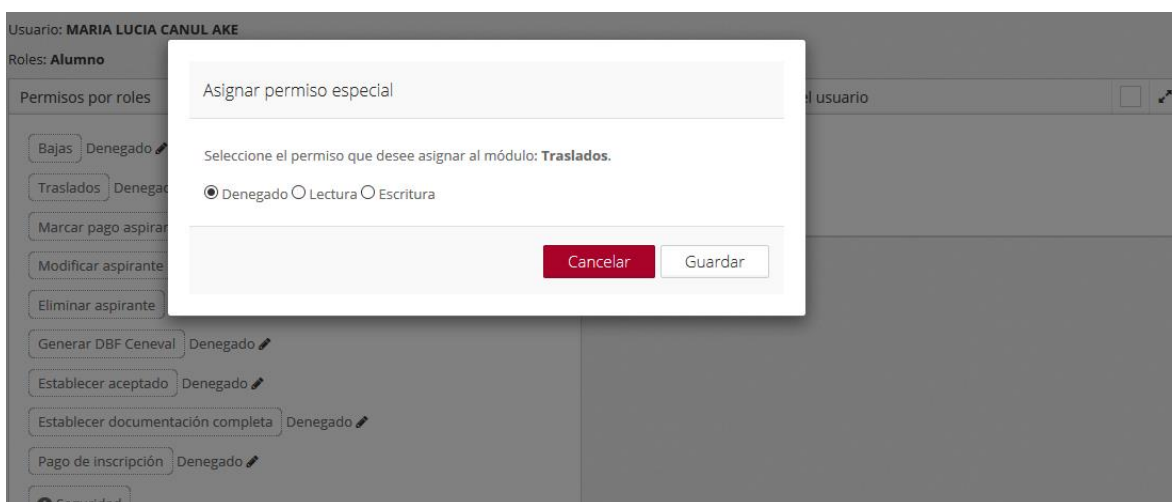 Usuario: MARIA LUCIA CANUL AKE
Roles: Alumno
Permisos por roles
el usuario
Asignar permiso especial
Seleccione el permiso que desee asignar al módulo: Traslados.
Denegado Lectura Escritura
Cancelar Guardar
Bajas Denegado
Traslados Denegad
Marcar pago aspirar
Modificar aspirante
Eliminar aspirante
Generar DBF Ceneval Denegado
Establecer aceptado Denegado
Establecer documentación completa Denegado
Pago de inscripción Denegado
Seguridad